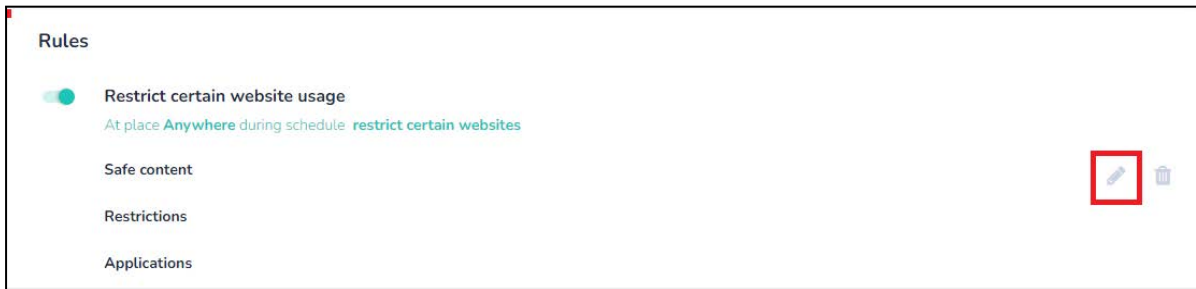 Rules
Restrict certain website usage
At place Anywhere during schedule restrict certain websites
Safe content
Restrictions
Applications